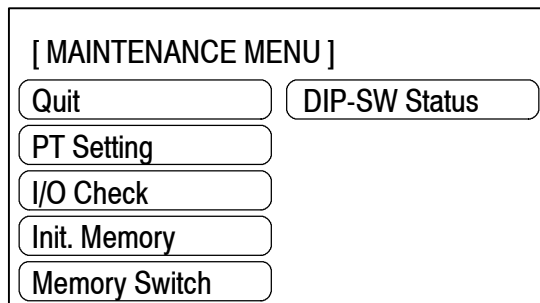 [ MAINTENANCE MENU ]
Quit DIP-SW Status
PT Setting
I/O Check
Init. Memory
Memory Switch